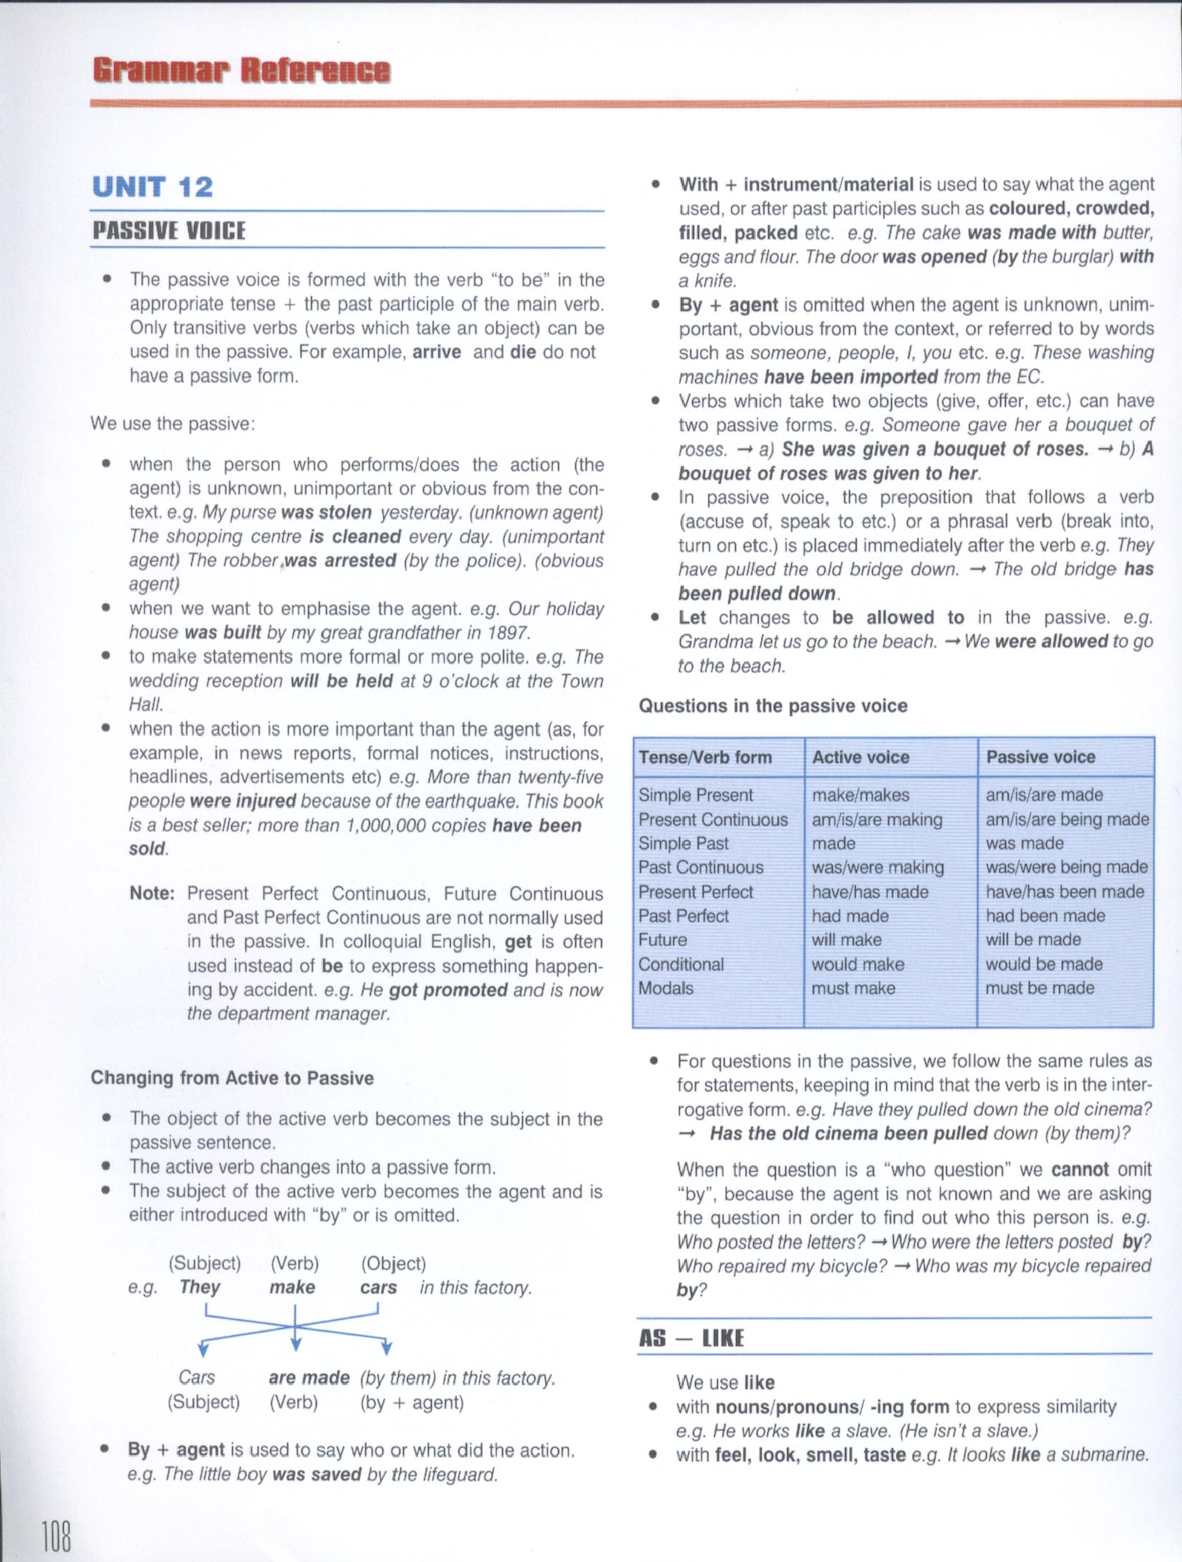 Grammar Reference
UNIT 12
PASSIVE VOICE
• The passive voice is formed with the verb “to be” in the
appropriate tense + the past participle of the main verb.
Only transitive verbs (verbs which take an object) can be
used in the passive. For example, arrive and die do not
have a passive form.
We use the passive:
• when the person who performs/does the action (the
agent) is unknown, unimportant or obvious from the con-
text. e.g. My purse was stolen yesterday. (unknown agent)
The shopping centre is cleaned every day. (unimportant
agent) The robber was arrested (by the police). (obvious
agent)
• when we want to emphasise the agent. e.g. Our holiday
house was built by my great grandfather in 1897.
• to make statements more formal or more polite. e.g. The
wedding reception will be held at 9 o'clock at the Town
Hall.
• when the action is more important than the agent (as, for
example, in news reports, formal notices, instructions,
headlines, advertisements etc) e.g. More than twenty-five
people were injured because of the earthquake. This book
is a best seller; more than 1,000,000 copies have been
sold.
Note: Present Perfect Continuous, Future Continuous
and Past Perfect Continuous are not normally used
in the passive. In colloquial English, get is often
used instead of be to express something happen-
ing by accident. e.g. He got promoted and is now
the department manager.
Changing from Active to Passive
• The object of the active verb becomes the subject in the
passive sentence.
• The active verb changes into a passive form.
• The subject of the active verb becomes the agent and is
either introduced with “by” or is omitted.
(Subject) (Verb) (Object)
e.g. They make cars in this factory.
Cars are made (by them) in this factory.
(Subject) (Verb) (by + agent)
• By + agent is used to say who or what did the action.
e.g. The little boy was saved by the lifeguard.
• With + instrument/material is used to say what the agent
used, or after past participles such as coloured, crowded,
filled, packed etc. e.g. The cake was made with butter,
eggs and flour. The door was opened (by the burglar) with
a knife.
• By + agent is omitted when the agent is unknown, unim-
portant, obvious from the context, or referred to by words
such as someone, people, I, you etc. e.g. These washing
machines have been imported from the EC.
• Verbs which take two objects (give, offer, etc.) can have
two passive forms. e.g. Someone gave her a bouquet of
roses. → a) She was given a bouquet of roses. → b) A
bouquet of roses was given to her.
• In passive voice, the preposition that follows a verb
(accuse of, speak to etc.) or a phrasal verb (break into,
turn on etc.) is placed immediately after the verb e.g. They
have pulled the old bridge down. → The old bridge has
been pulled down.
• Let changes to be allowed to in the passive. e.g.
Grandma let us go to the beach. → We were allowed to go
to the beach.
Questions in the passive voice
Tense/Verb form Active voice Passive voice
Simple Present make/makes am/is/are made
Present Continuous am/is/are making am/is/are being made
Simple Past made was made
Past Continuous was/were making was/were being made
Present Perfect have/has made have/has been made
Past Perfect had made had been made
Future will make will be made
Conditional would make would be made
Modals must make must be made
• For questions in the passive, we follow the same rules as
for statements, keeping in mind that the verb is in the inter-
rogative form. e.g. Have they pulled down the old cinema?
→ Has the old cinema been pulled down (by them)?
When the question is a “who question” we cannot omit
“by”, because the agent is not known and we are asking
the question in order to find out who this person is. e.g.
Who posted the letters? → Who were the letters posted by?
Who repaired my bicycle? → Who was my bicycle repaired
by?
AS – LIKE
We use like
• with nouns/pronouns/ -ing form to express similarity
e.g. He works like a slave. (He isn't a slave.)
• with feel, look, smell, taste e.g. It looks like a submarine.
108